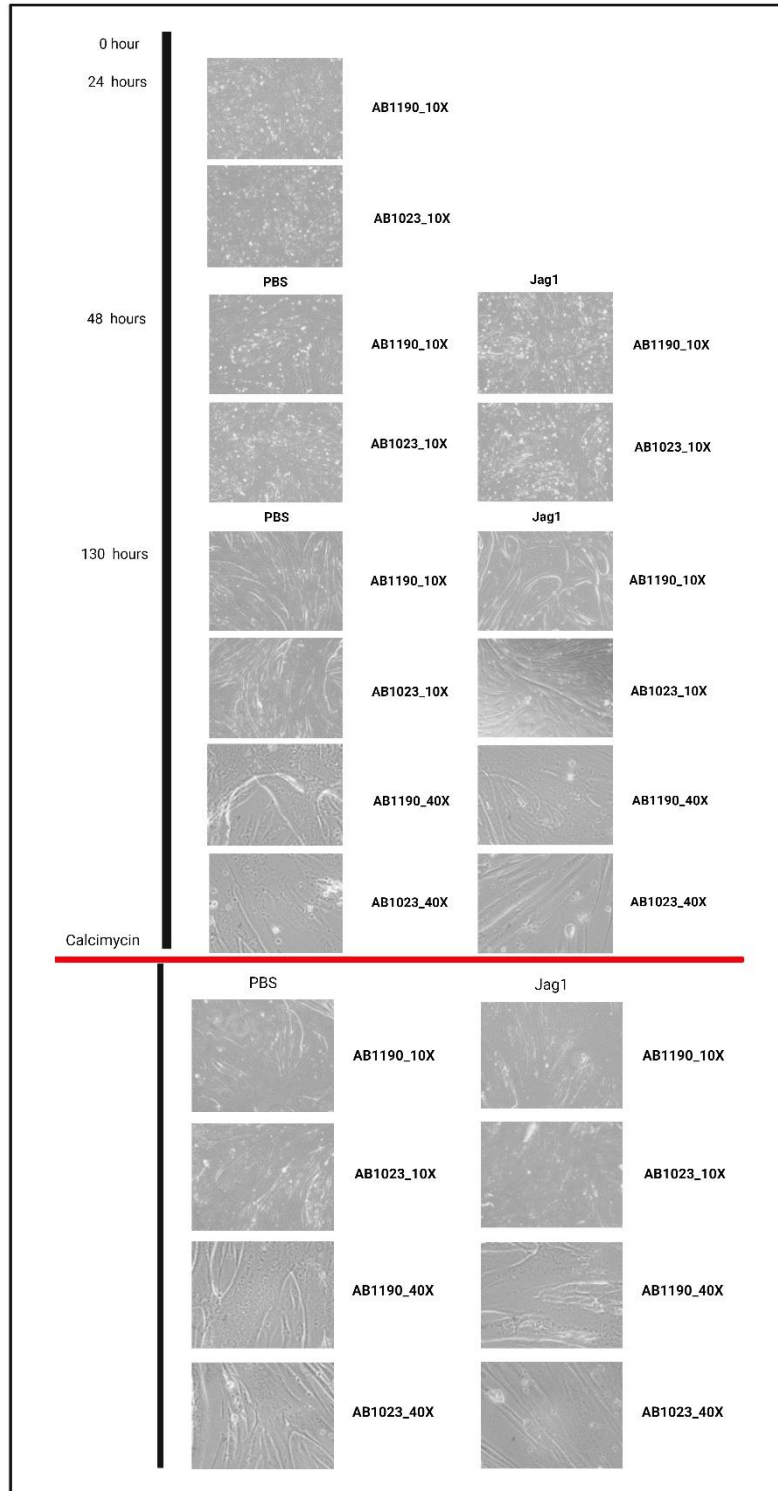 0 hour
24 hours
AB1190_10X
AB1023_10X
PBS Jag1
48 hours
AB1190_10X AB1190_10X
AB1023_10X AB1023_10X
PBS Jag1
130 hours
AB1190_10X AB1190_10X
AB1023_10X AB1023_10X
AB1190_40X AB1190_40X
AB1023_40X AB1023_40X
Calcimycin
PBS Jag1
AB1190_10X AB1190_10X
AB1023_10X AB1023_10X
AB1190_40X AB1190_40X
AB1023_40X AB1023_40X